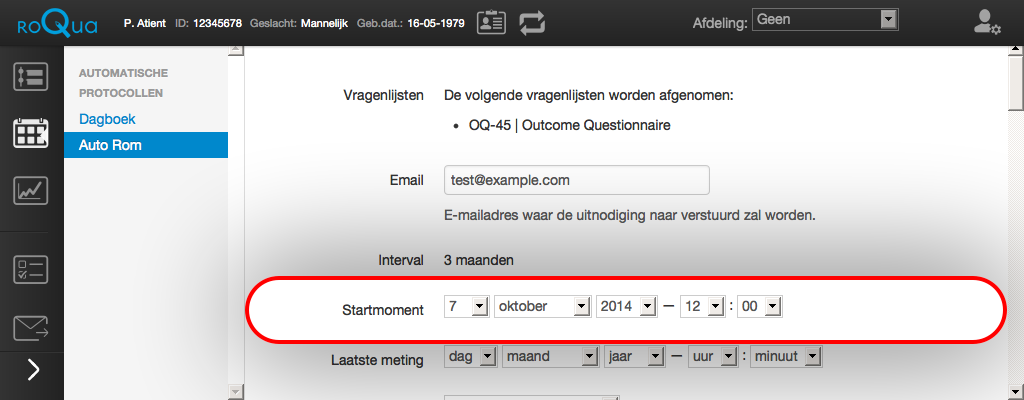 roQua P. Atient ID: 12345678 Geslacht: Mannelijk Geb.dat.: 16-05-1979 Afdeling: Geen
AUTOMATISCHE
PROTOCOLLEN
Dagboek
Auto Rom
Vragenlijsten De volgende vragenlijsten worden afgenomen:
• OQ-45 | Outcome Questionnaire
Email test@example.com
E-mailadres waar de uitnodiging naar verstuurd zal worden.
Interval 3 maanden
Startmoment 7 oktober 2014 — 12 : 00
Laatste meting dag maand jaar — uur : minuut